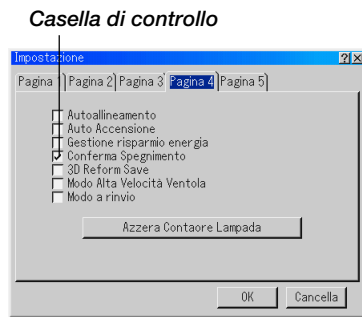 Casella di controllo
Impostazione
Pagina 1 Pagina 2 Pagina 3 Pagina 4 Pagina 5
Autoallineamento
Auto Accensione
Gestione risparmio energia
Conferma Spegnimento
3D Reform Save
Modo Alta Velocità Ventola
Modo a rinvio
Azzera Contaore Lampada
OK Cancella